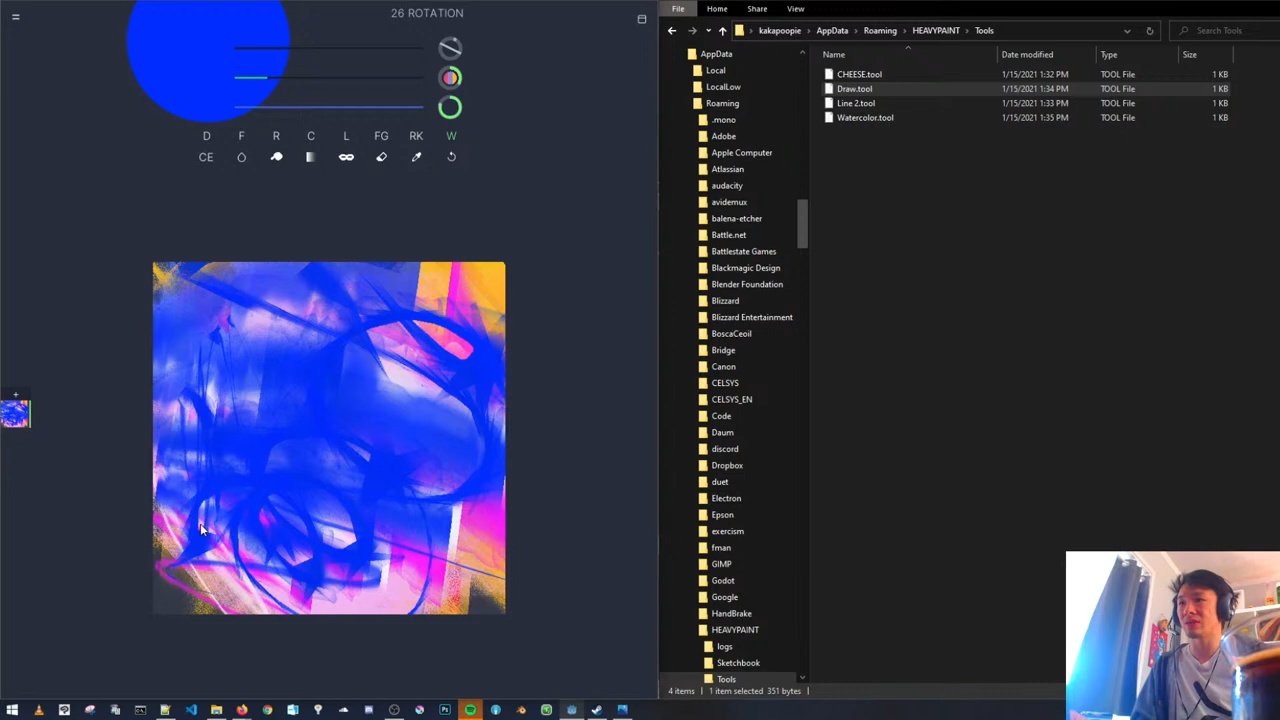 26 ROTATION
D F R C L FG RK W
CE
+
File Home Share View
kakapoopie > AppData > Roaming > HEAVYPAINT > Tools
Search Tools
AppData
Local
LocalLow
Roaming
.mono
Adobe
Apple Computer
Atlassian
audacity
avidemux
balena-etcher
Battle.net
Battlestate Games
Blackmagic Design
Blender Foundation
Blizzard
Blizzard Entertainment
BoscaCeoil
Bridge
Canon
CELSYS
CELSYS_EN
Code
Daum
discord
Dropbox
duet
Electron
Epson
exercism
fman
GIMP
Godot
Google
HandBrake
HEAVYPAINT
logs
Sketchbook
Tools
Name Date modified Type Size
CHEESE.tool 1/15/2021 1:32 PM TOOL File 1 KB
Draw.tool 1/15/2021 1:34 PM TOOL File 1 KB
Line 2.tool 1/15/2021 1:33 PM TOOL File 1 KB
Watercolor.tool 1/15/2021 1:35 PM TOOL File 1 KB
4 items 1 item selected 351 bytes